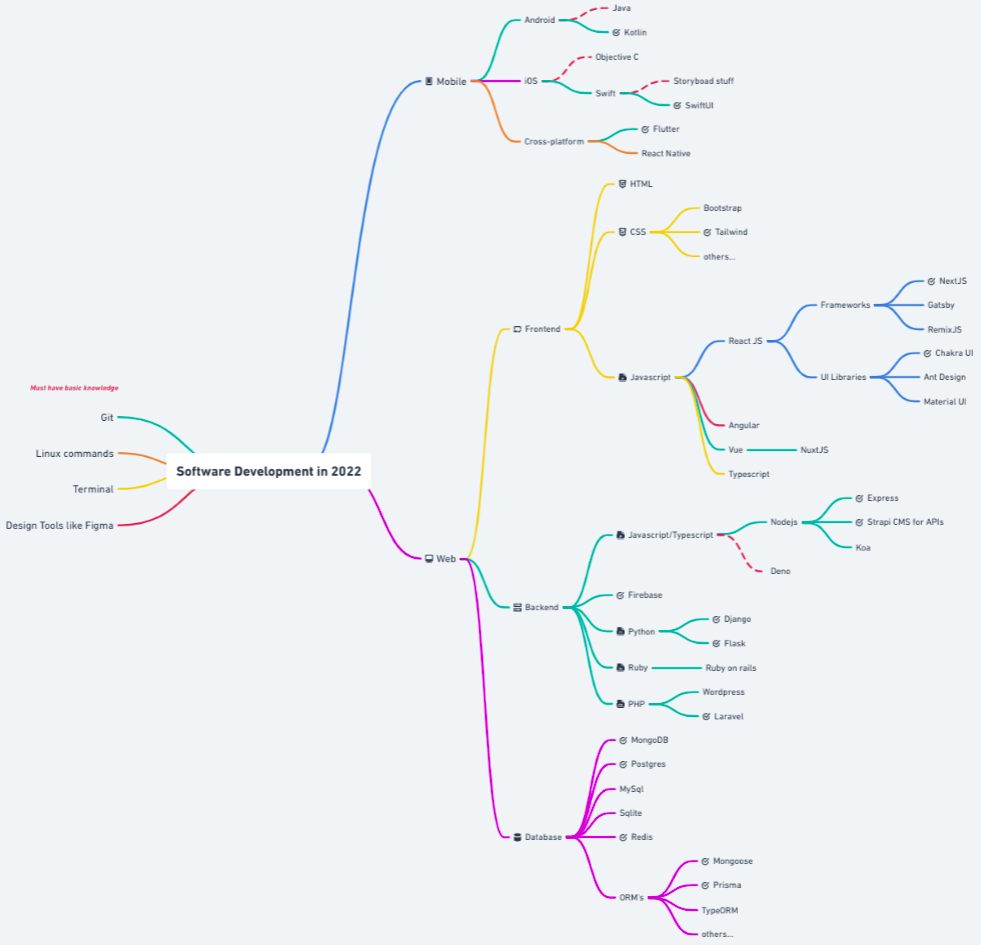 Java
Android
Kotlin
Objective C
Mobile
iOS
Storyboad stuff
Swift
SwiftUI
Flutter
Cross-platform
React Native
HTML
Bootstrap
CSS
Tailwind
others...
NextJS
Frameworks
Gatsby
Frontend
RemixJS
React JS
Chakra UI
Javascript
UI Libraries
Ant Design
Material UI
Angular
Vue
NuxtJS
Typescript
Must have basic knowledge
Git
Linux commands
Software Development in 2022
Terminal
Design Tools like Figma
Express
Nodejs
Strapi CMS for APIs
Javascript/Typescript
Koa
Web
Deno
Firebase
Backend
Django
Python
Flask
Ruby
Ruby on rails
Wordpress
PHP
Laravel
MongoDB
Postgres
MySql
Sqlite
Database
Redis
Mongoose
Prisma
ORM's
TypeORM
others...